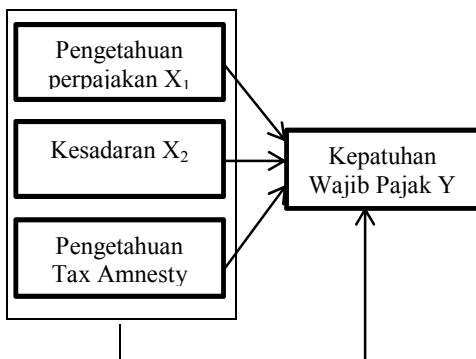 Pengetahuan
perpajakan X₁
Kesadaran X₂
Pengetahuan
Tax Amnesty
Kepatuhan
Wajib Pajak Y